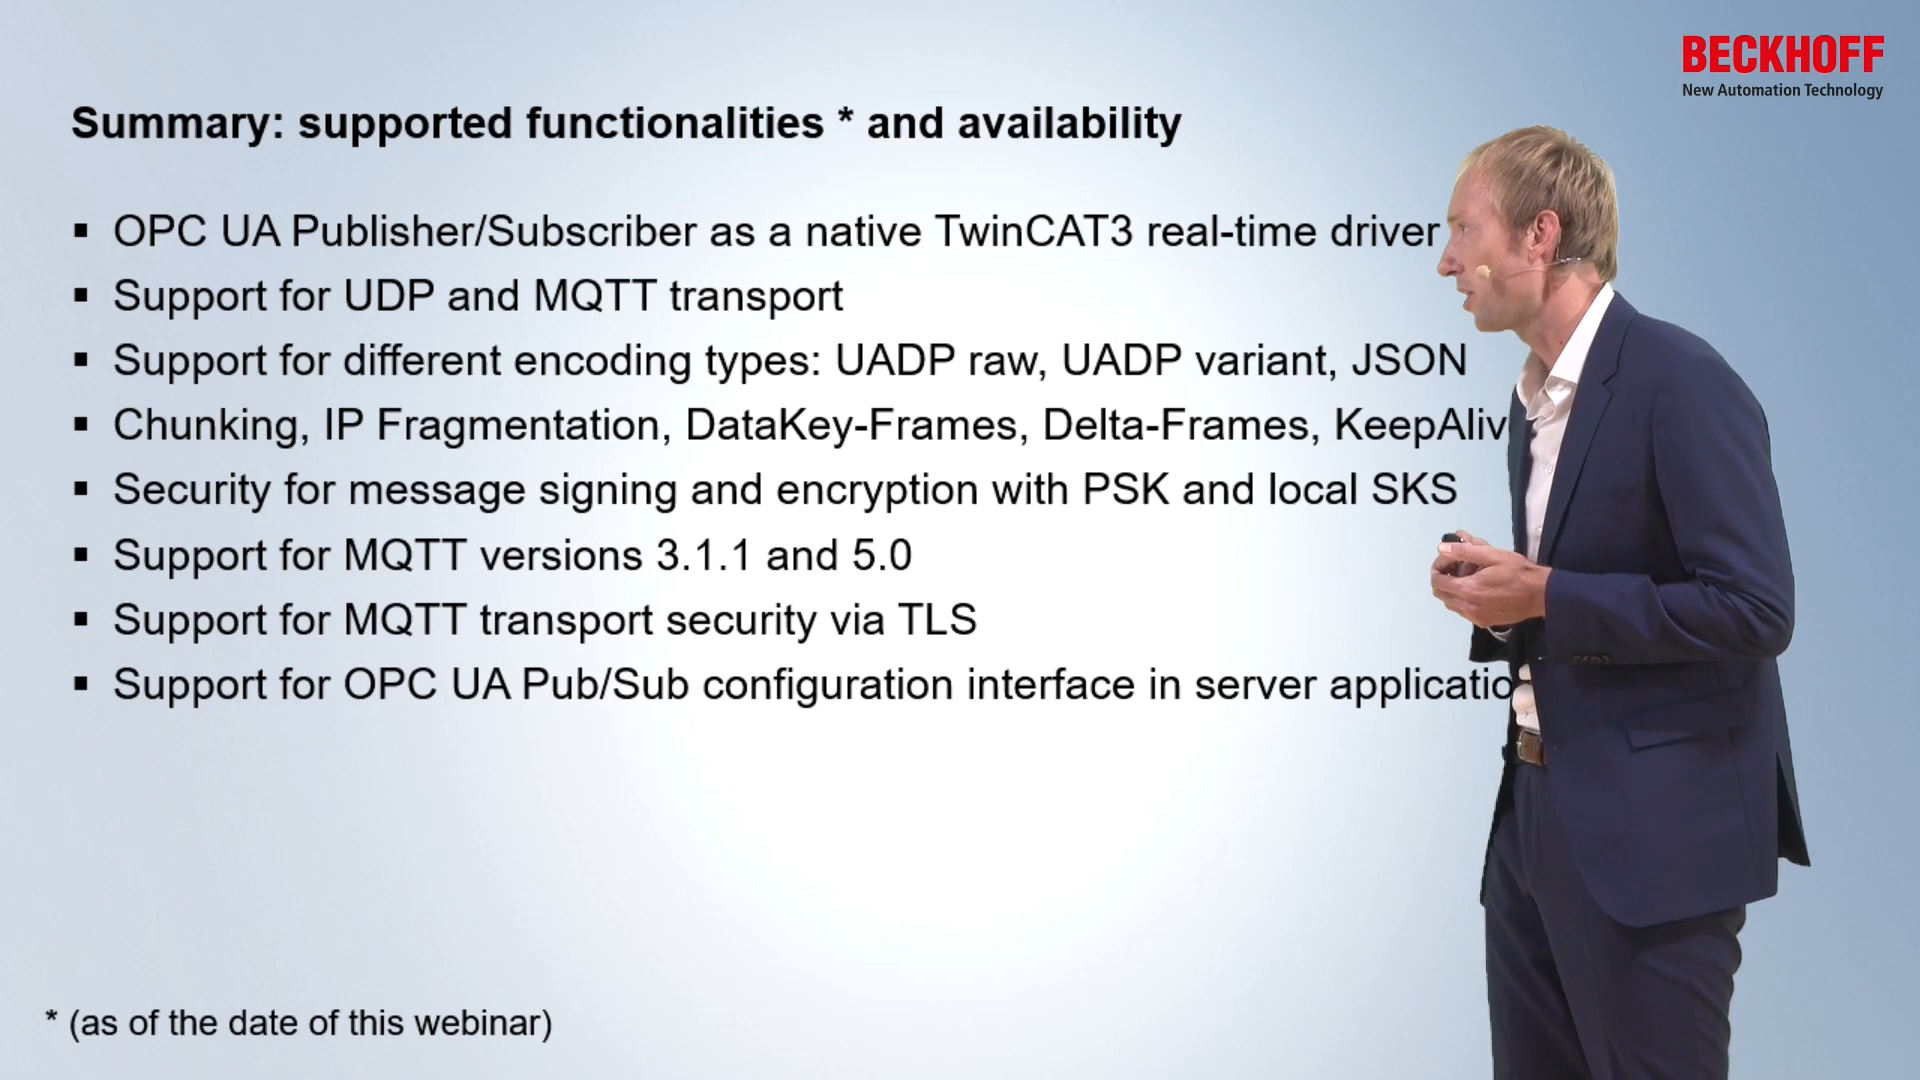 BECKHOFF
New Automation Technology
Summary: supported functionalities * and availability
▪ OPC UA Publisher/Subscriber as a native TwinCAT3 real-time driver
▪ Support for UDP and MQTT transport
▪ Support for different encoding types: UADP raw, UADP variant, JSON
▪ Chunking, IP Fragmentation, DataKey-Frames, Delta-Frames,
▪ Security for message signing and encryption with PSK and local SKS
▪ Support for MQTT versions 3.1.1 and 5.0
▪ Support for MQTT transport security via TLS
▪ Support for OPC UA Pub/Sub configuration interface in server
* (as of the date of this webinar)